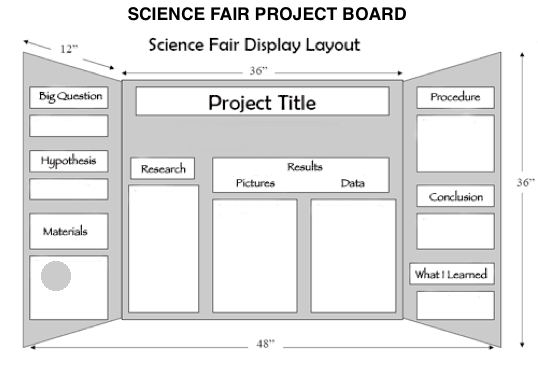 SCIENCE FAIR PROJECT BOARD
Science Fair Display Layout
12"
36"
Project Title
Big Question
Hypothesis
Materials
Research
Results
Pictures Data
Procedure
Conclusion
What I Learned
36"
48"